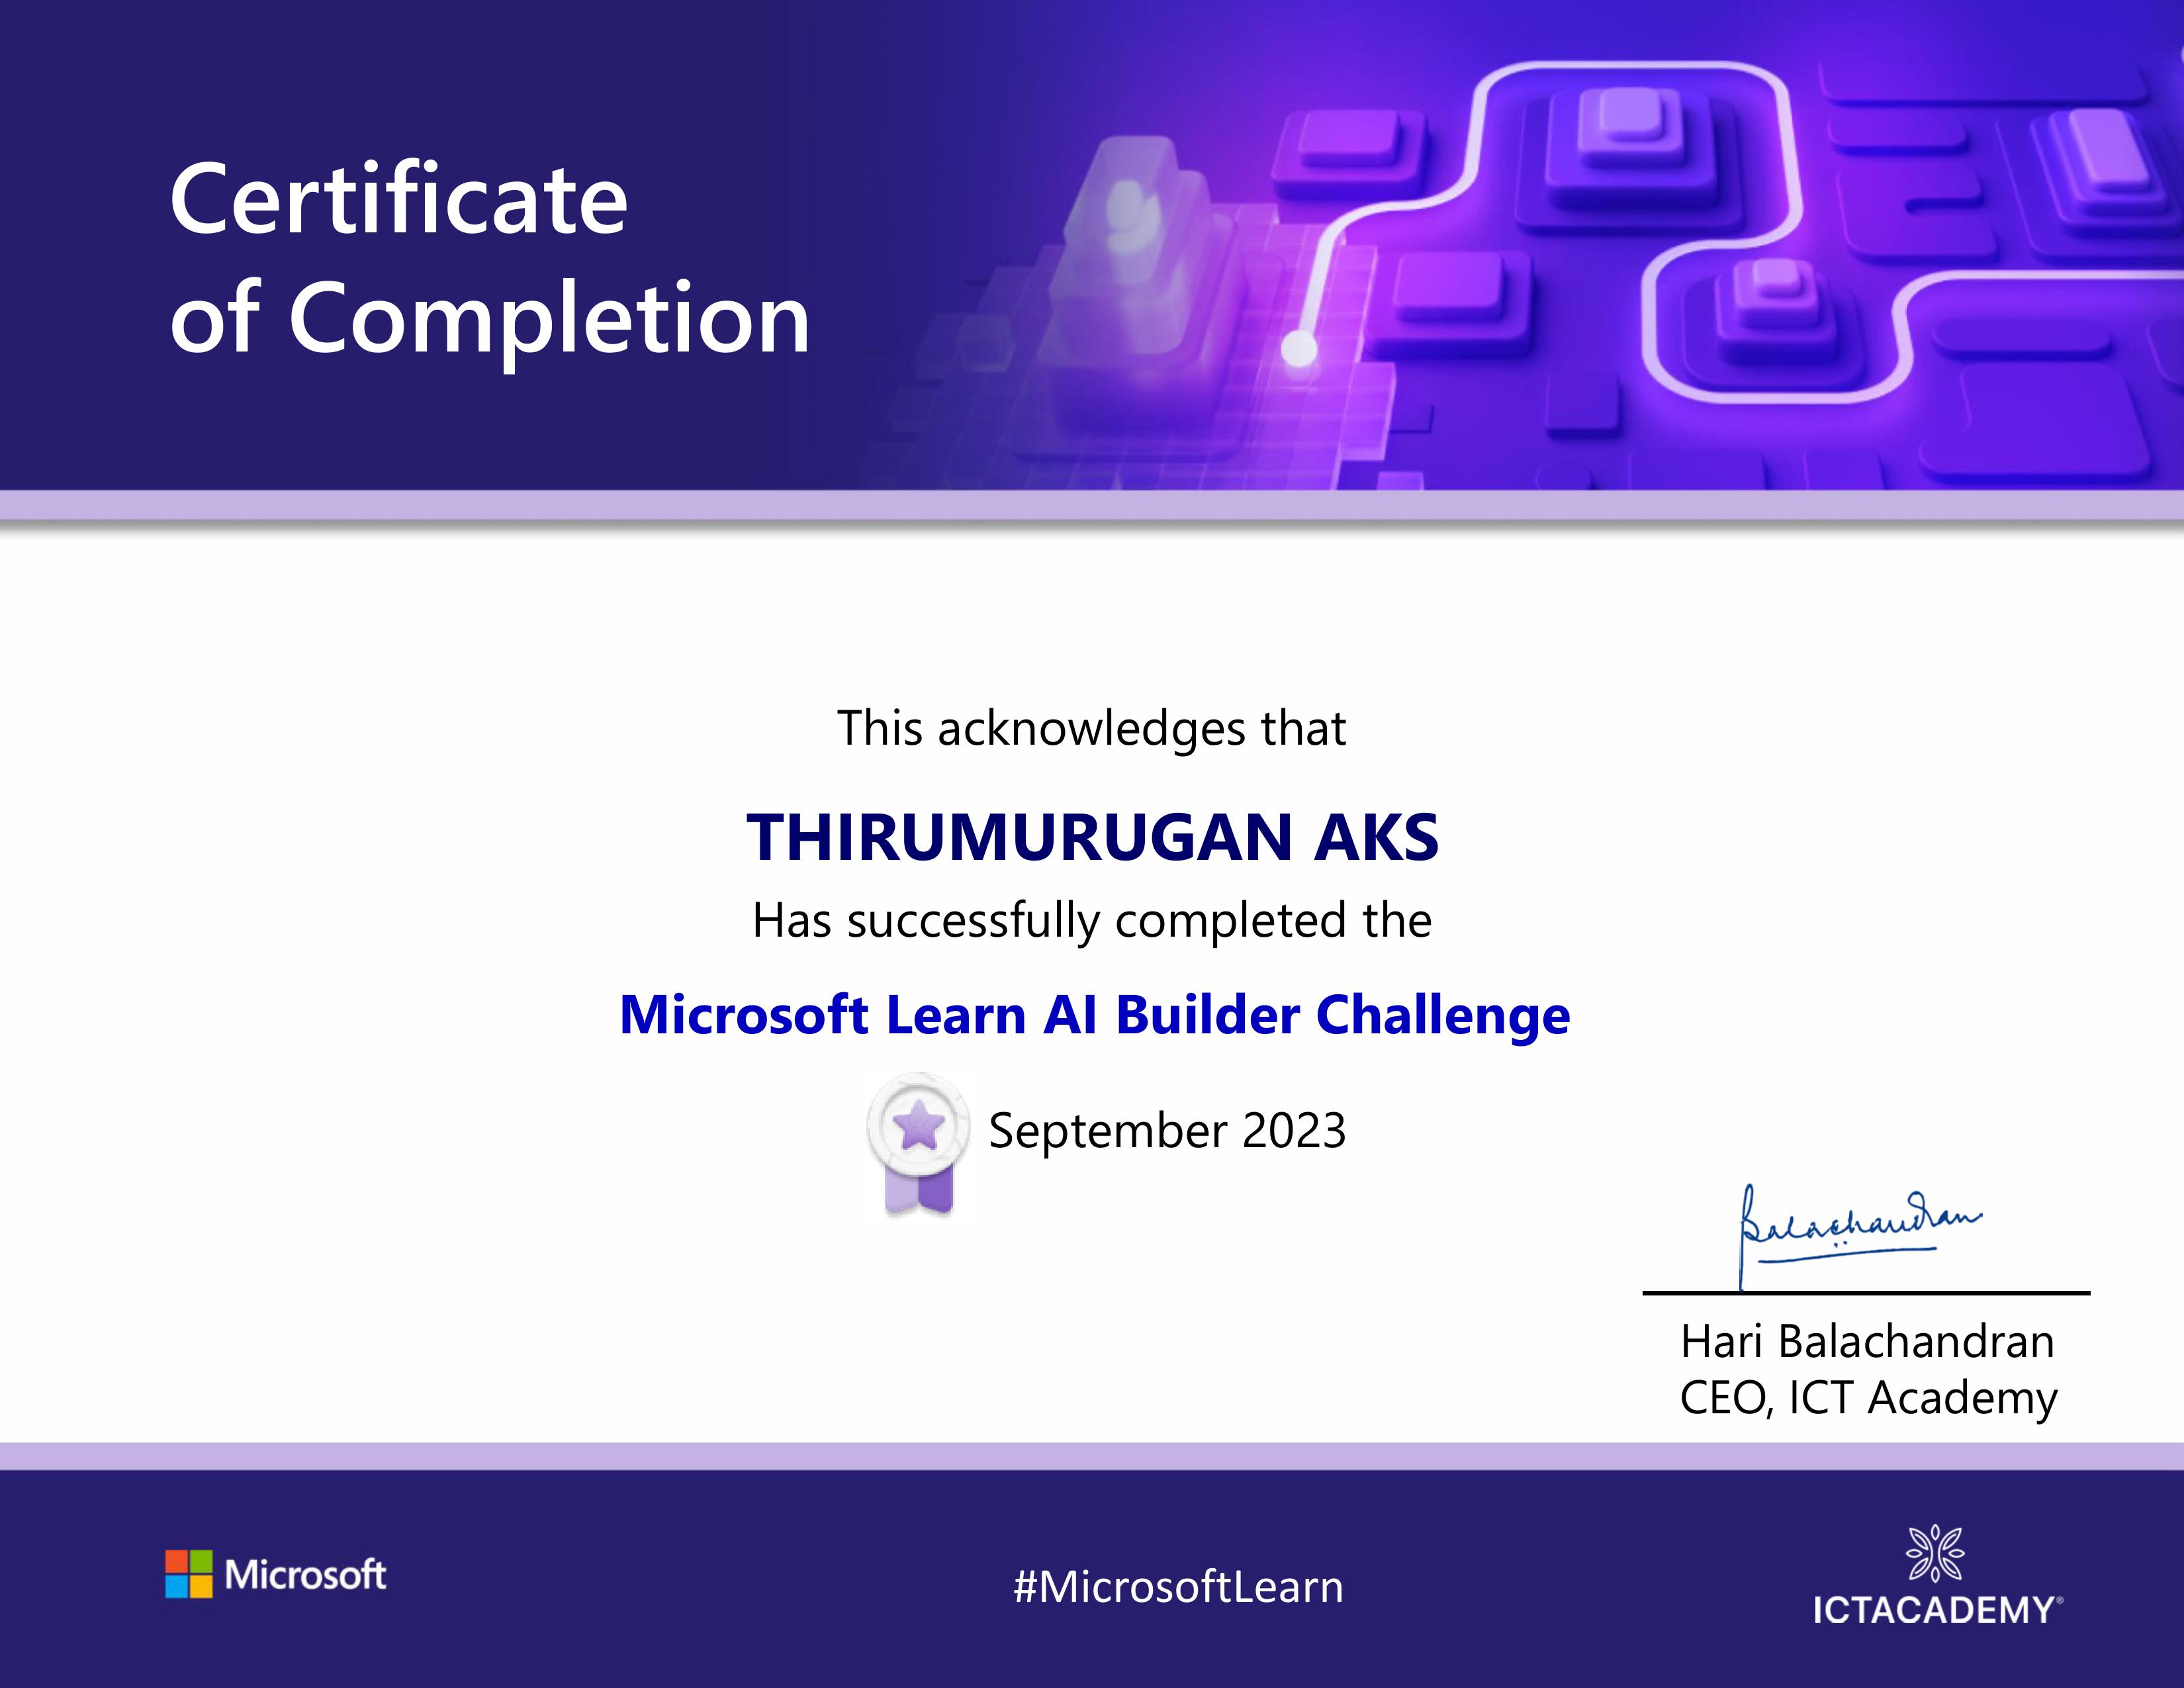 Certificate
of Completion
This acknowledges that
THIRUMURUGAN AKS
Has successfully completed the
Microsoft Learn AI Builder Challenge
September 2023
Balachandran
Hari Balachandran
CEO, ICT Academy
Microsoft
#MicrosoftLearn
ICTACADEMY®